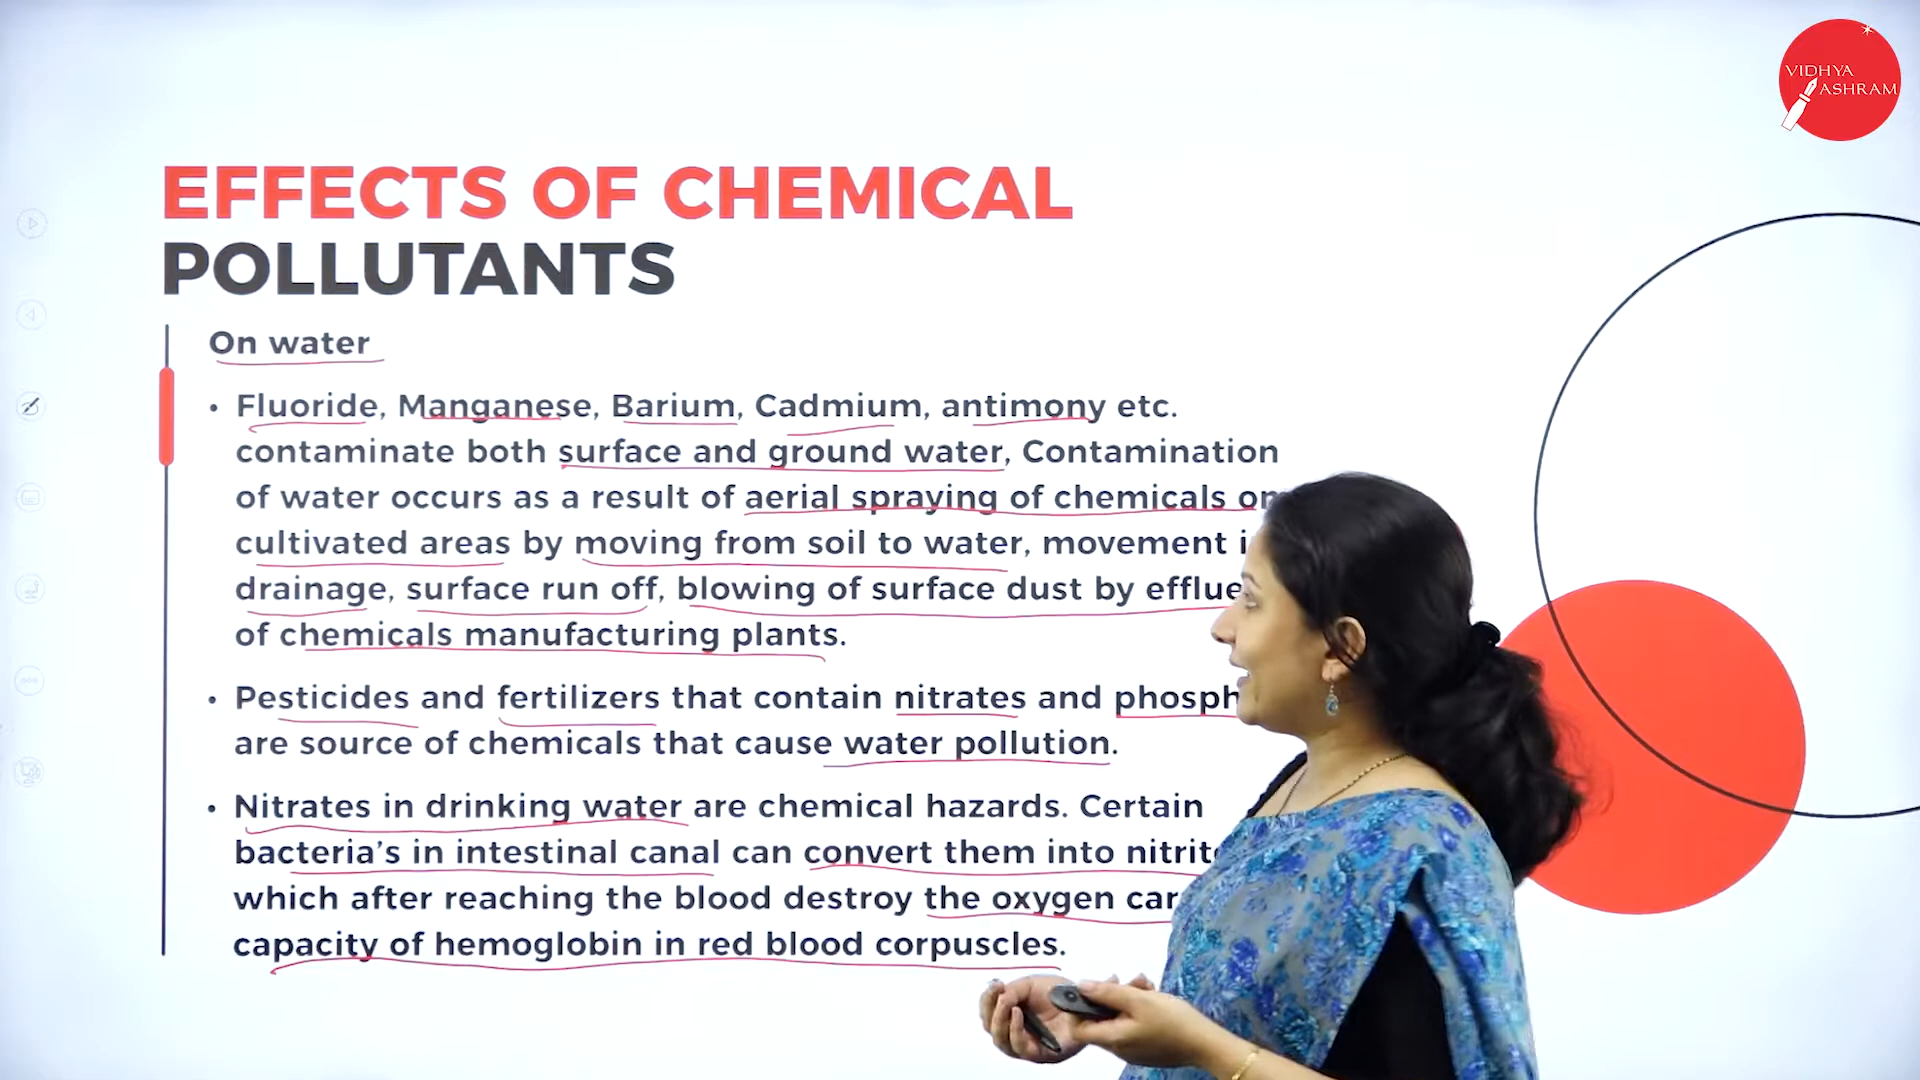 VIDHYA
ASHRAM
EFFECTS OF CHEMICAL
POLLUTANTS
On water
• Fluoride, Manganese, Barium, Cadmium, antimony etc.
contaminate both surface and ground water, Contamination
of water occurs as a result of aerial spraying of chemicals on
cultivated areas by moving from soil to water, movement
drainage, surface run off, blowing of surface dust by
of chemicals manufacturing plants.
• Pesticides and fertilizers that contain nitrates and
are source of chemicals that cause water pollution.
• Nitrates in drinking water are chemical hazards. Certain
bacteria's in intestinal canal can convert them into
which after reaching the blood destroy the oxygen
capacity of hemoglobin in red blood corpuscles.